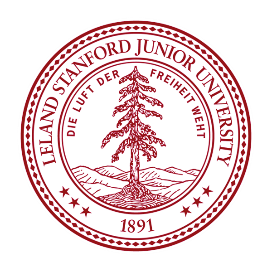 LELAND STANFORD JUNIOR UNIVERSITY
DIE LUFT DER FREIHEIT WEHT
1891